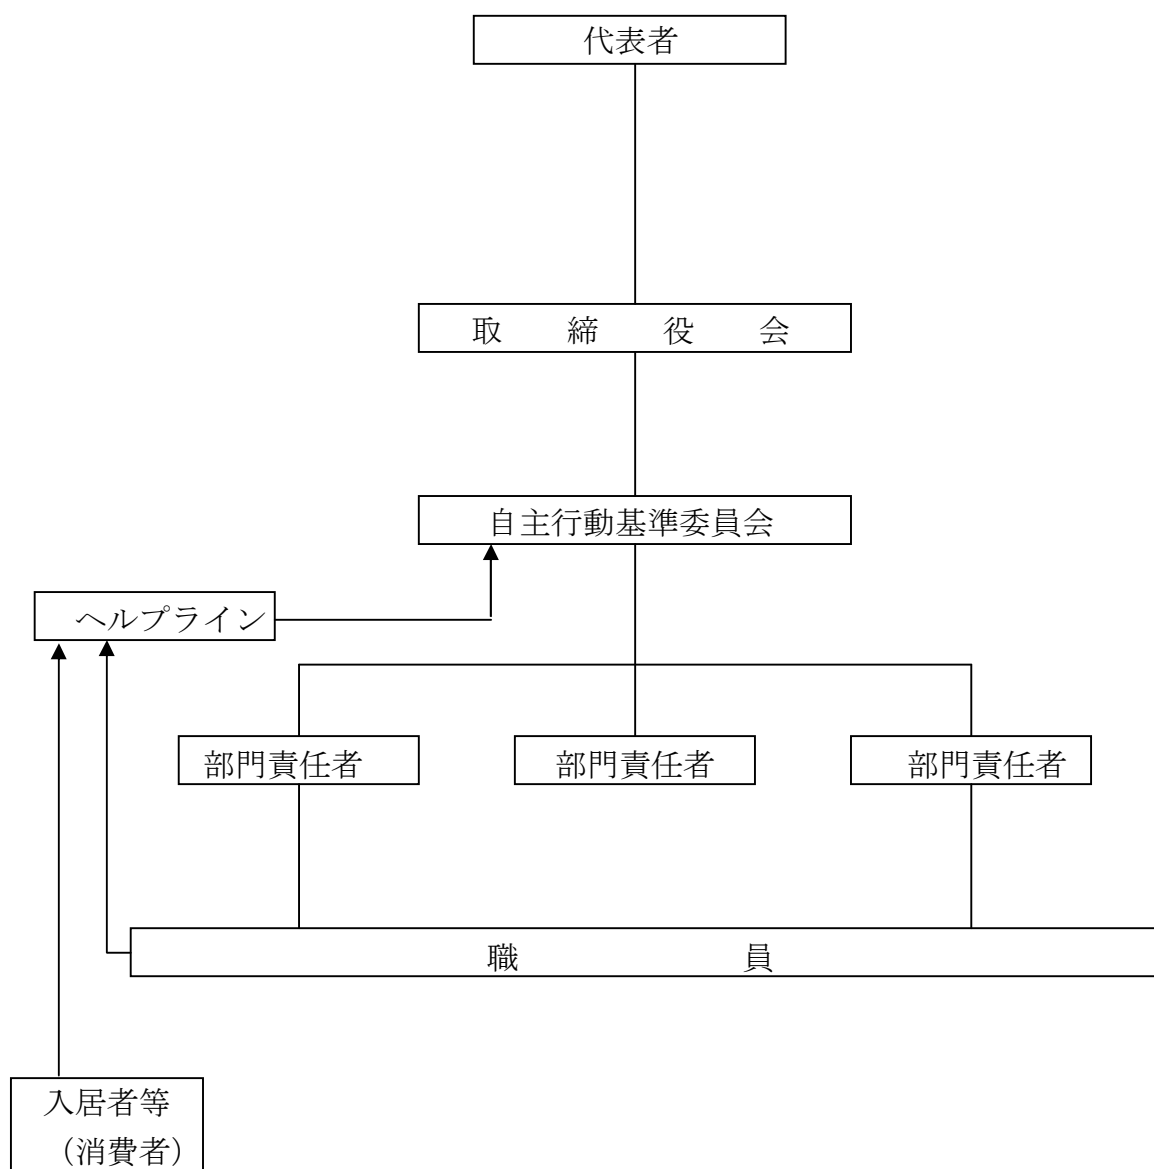 代表者
取締役会
自主行動基準委員会
ヘルプライン
部門責任者
部門責任者
部門責任者
職員
入居者等
（消費者）